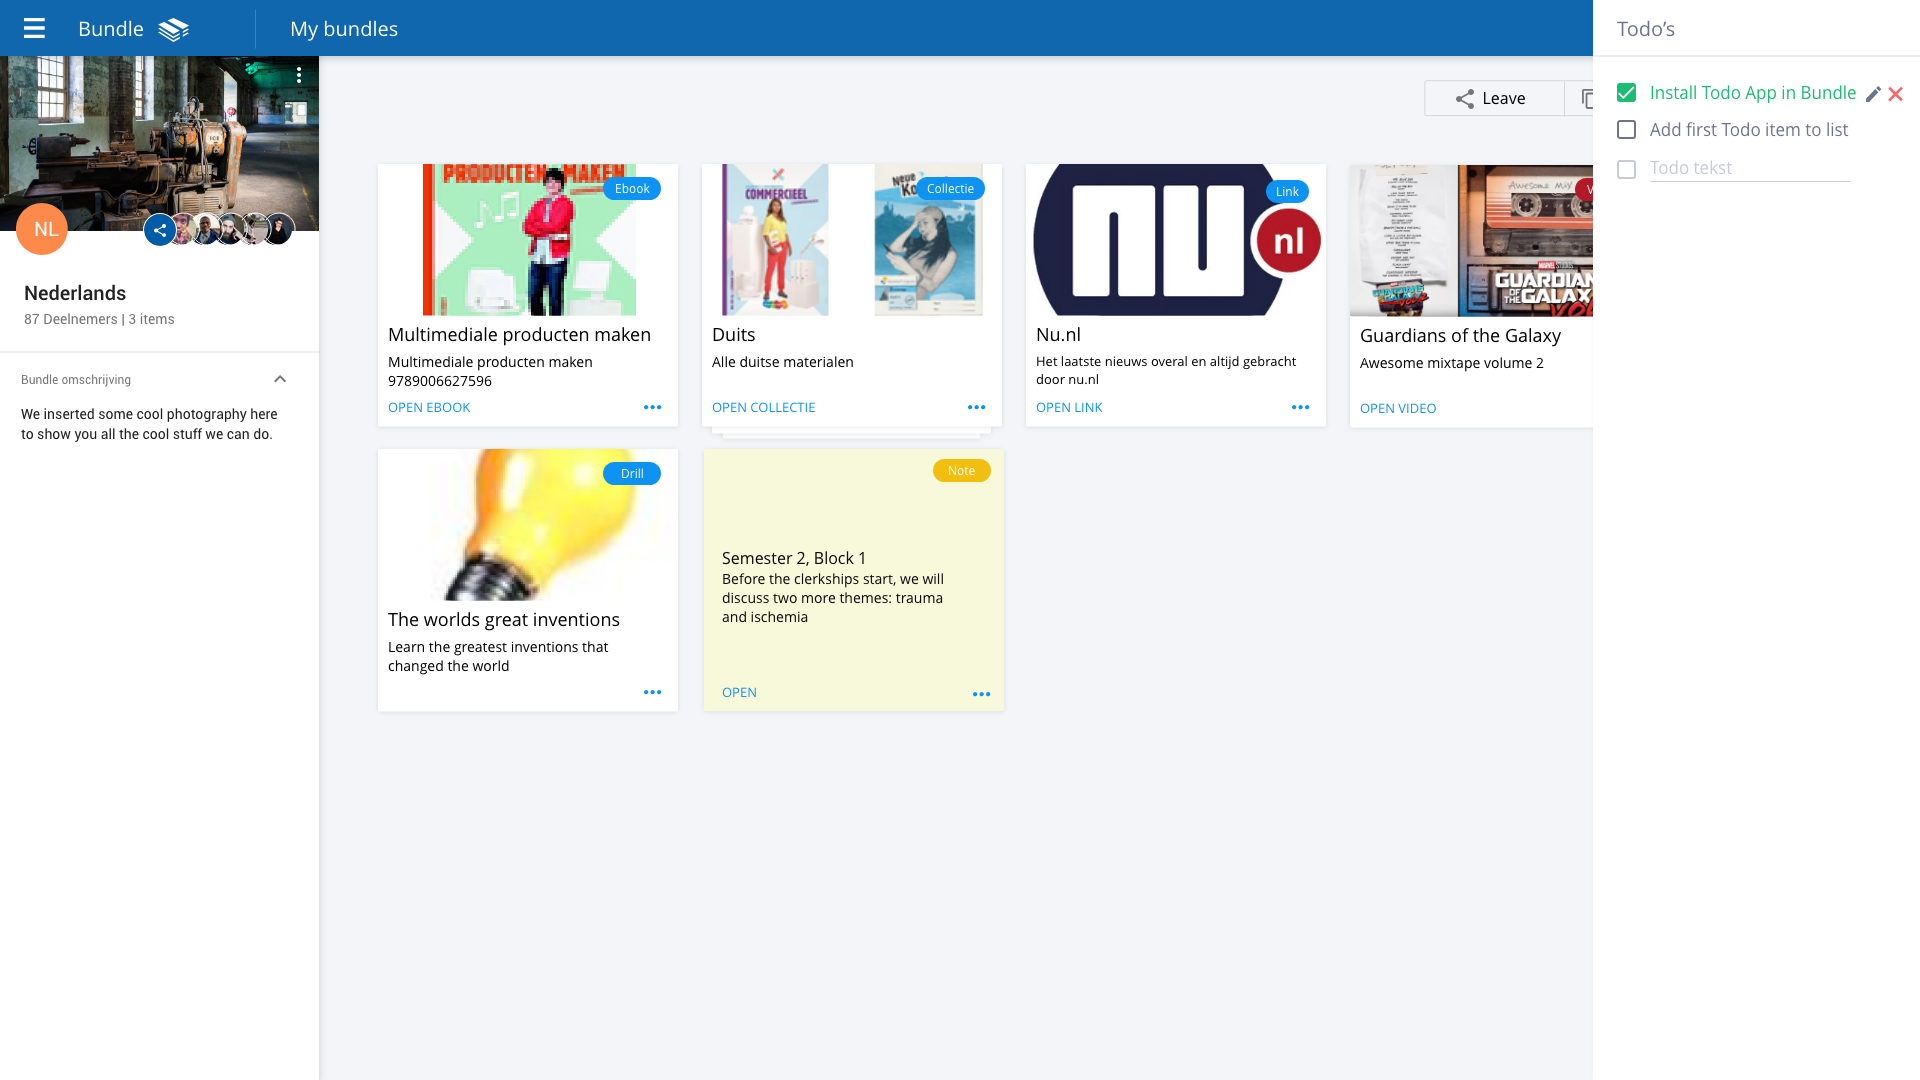 Bundle
My bundles
Todo’s
Leave
Install Todo App in Bundle
Add first Todo item to list
Todo tekst
NL
Nederlands
87 Deelnemers | 3 items
Bundle omschrijving
We inserted some cool photography here
to show you all the cool stuff we can do.
PRODUCTEN MAKEN
Ebook
Multimediale producten maken
Multimediale producten maken
9789006627596
OPEN EBOOK
COMMERCIEEL
Collectie
Duits
Alle duitse materialen
OPEN COLLECTIE
nu
nl
Link
Nu.nl
Het laatste nieuws overal en altijd gebracht
door nu.nl
OPEN LINK
Awesome mix
MARVEL STUDIOS
GUARDIAN
OF THE GALAX
VOL
Guardians of the Galaxy
Awesome mixtape volume 2
OPEN VIDEO
Drill
The worlds great inventions
Learn the greatest inventions that
changed the world
Note
Semester 2, Block 1
Before the clerkships start, we will
discuss two more themes: trauma
and ischemia
OPEN